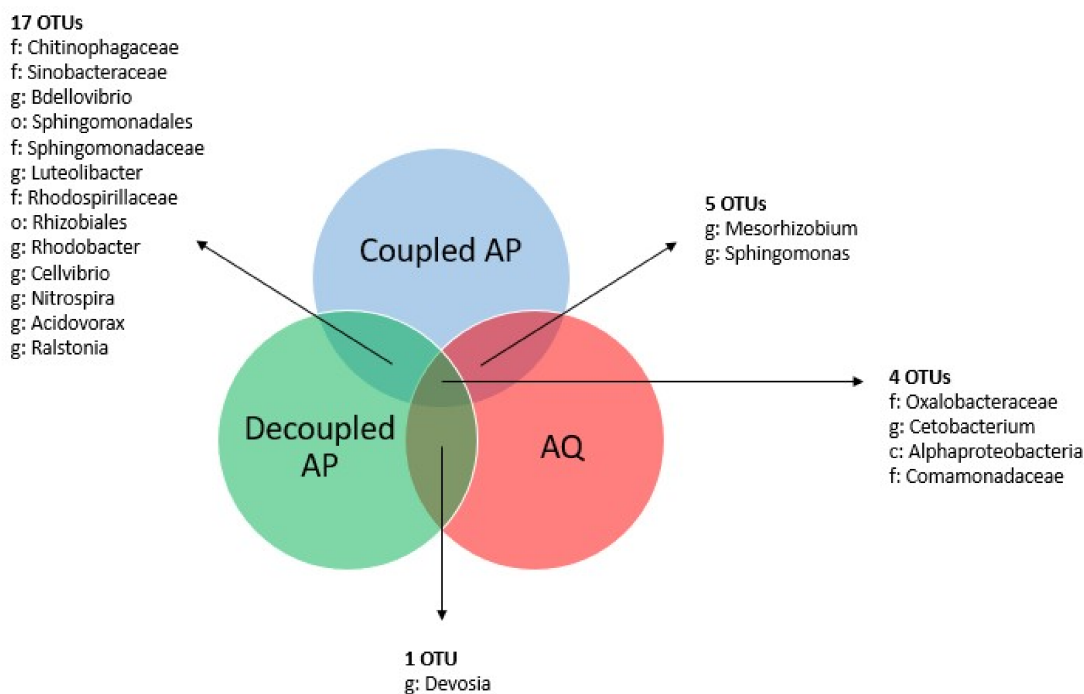 17 OTUs
f: Chitinophagaceae
f: Sinobacteraceae
g: Bdellovibrio
o: Sphingomonadales
f: Sphingomonadaceae
g: Luteolibacter
f: Rhodospirillaceae
o: Rhizobiales
g: Rhodobacter
g: Cellvibrio
g: Nitrospira
g: Acidovorax
g: Ralstonia
Coupled AP
5 OTUs
g: Mesorhizobium
g: Sphingomonas
Decoupled
AP
AQ
4 OTUs
f: Oxalobacteraceae
g: Cetobacterium
c: Alphaproteobacteria
f: Comamonadaceae
1 OTU
g: Devosia